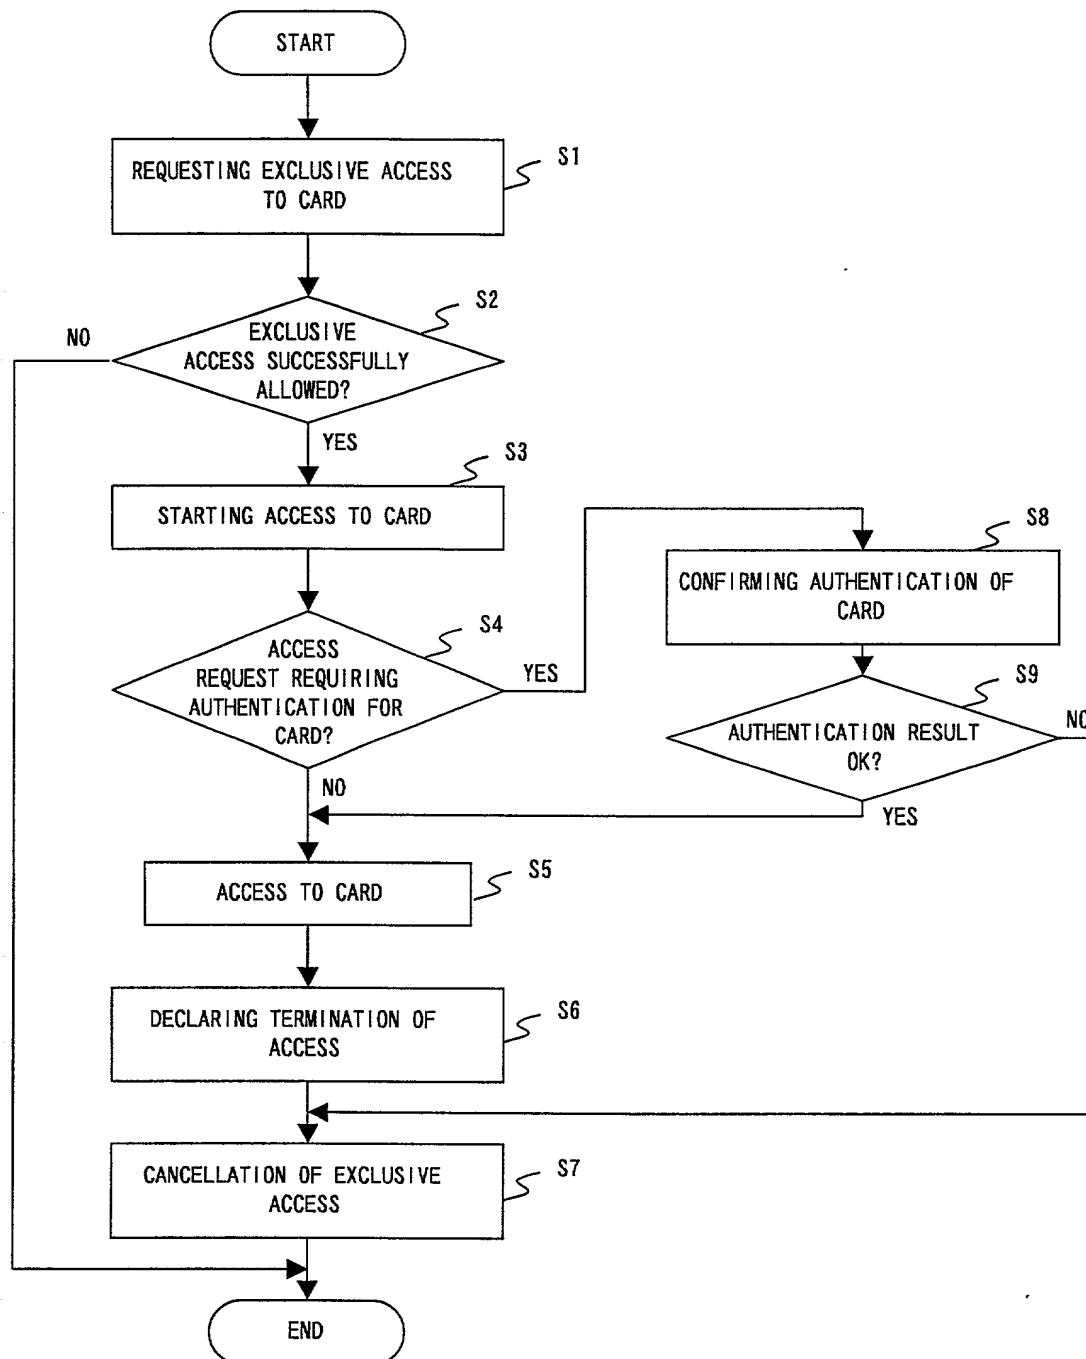 START
REQUESTING EXCLUSIVE ACCESS
TO CARD
S1
S2
EXCLUSIVE
ACCESS SUCCESSFULLY
ALLOWED?
NO
YES
S3
STARTING ACCESS TO CARD
S4
ACCESS
REQUEST REQUIRING
AUTHENTICATION FOR
CARD?
YES
NO
S8
CONFIRMING AUTHENTICATION OF
CARD
S9
AUTHENTICATION RESULT
OK?
NO
YES
S5
ACCESS TO CARD
S6
DECLARING TERMINATION OF
ACCESS
S7
CANCELLATION OF EXCLUSIVE
ACCESS
END